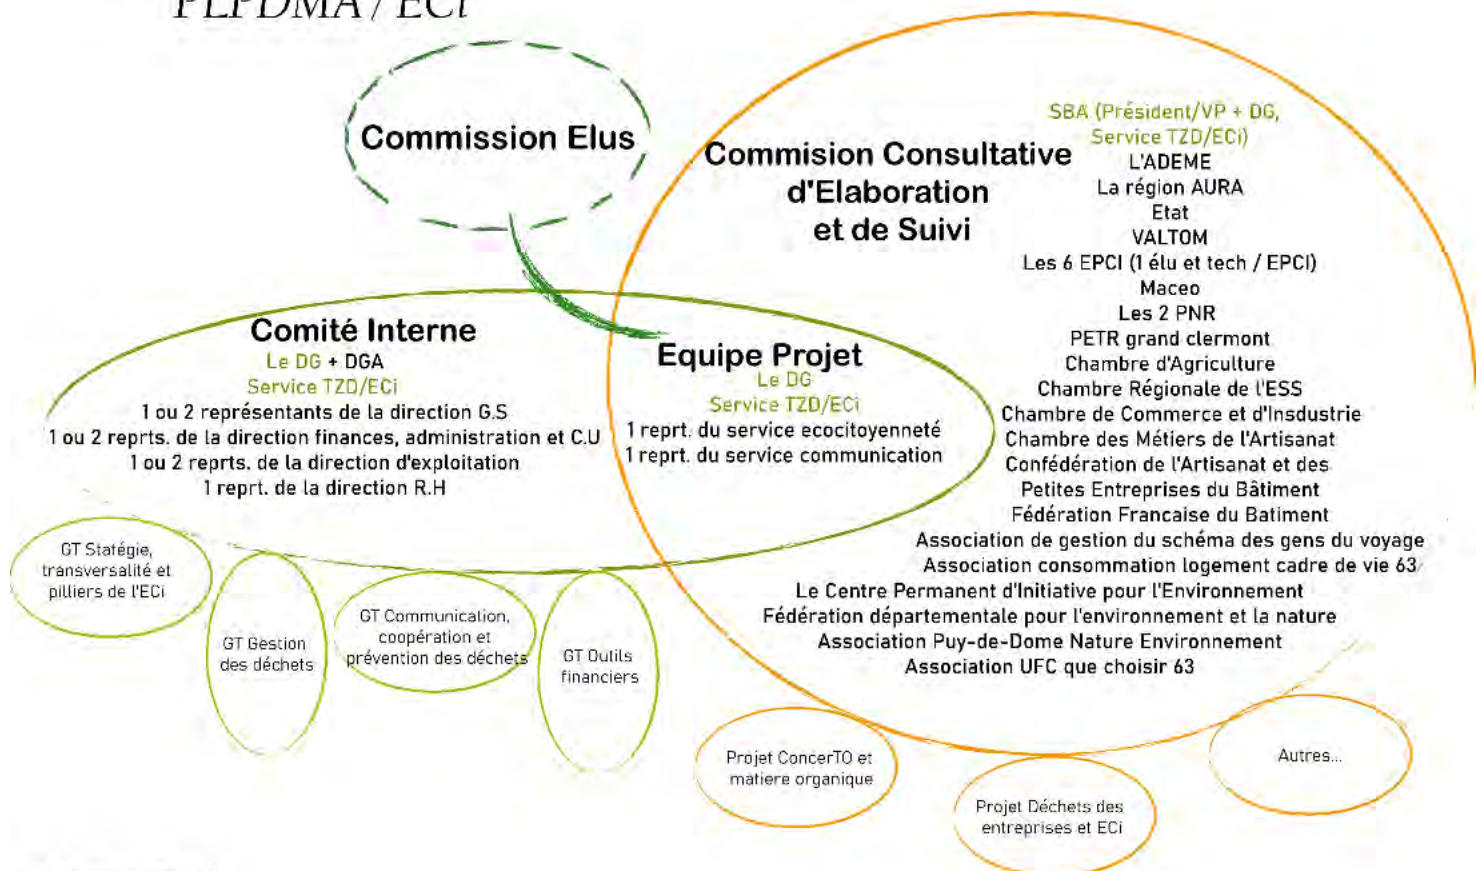 PLPDMA / ECi
Commission Elus
Commision Consultative
d'Elaboration
et de Suivi
SBA (Président/VP + DG,
Service TZD/ECi)
L'ADEME
La région AURA
Etat
VALTOM
Les 6 EPCI (1 élu et tech / EPCI)
Maceo
Les 2 PNR
PETR grand clermont
Chambre d'Agriculture
Chambre Régionale de l'ESS
Chambre de Commerce et d'Insdustrie
Chambre des Métiers de l'Artisanat
Confédération de l'Artisanat et des
Petites Entreprises du Bâtiment
Fédération Francaise du Batiment
Association de gestion du schéma des gens du voyage
Association consommation logement cadre de vie 63
Le Centre Permanent d'Initiative pour l'Environnement
Fédération départementale pour l'environnement et la nature
Association Puy-de-Dome Nature Environnement
Association UFC que choisir 63
Comité Interne
Le DG + DGA
Service TZD/ECi
1 ou 2 représentants de la direction G.S
1 ou 2 reprts. de la direction finances, administration et C.U
1 ou 2 reprts. de la direction d'exploitation
1 reprt. de la direction R.H
Equipe Projet
Le DG
Service TZD/ECi
1 reprt. du service ecocitoyenneté
1 reprt. du service communication
GT Statégie,
transversalité et
pilliers de l'ECi
GT Gestion
des déchets
GT Communication,
coopération et
prévention des déchets
GT Outils
financiers
Projet ConcerTO et
matiere organique
Projet Déchets des
entreprises et ECi
Autres...